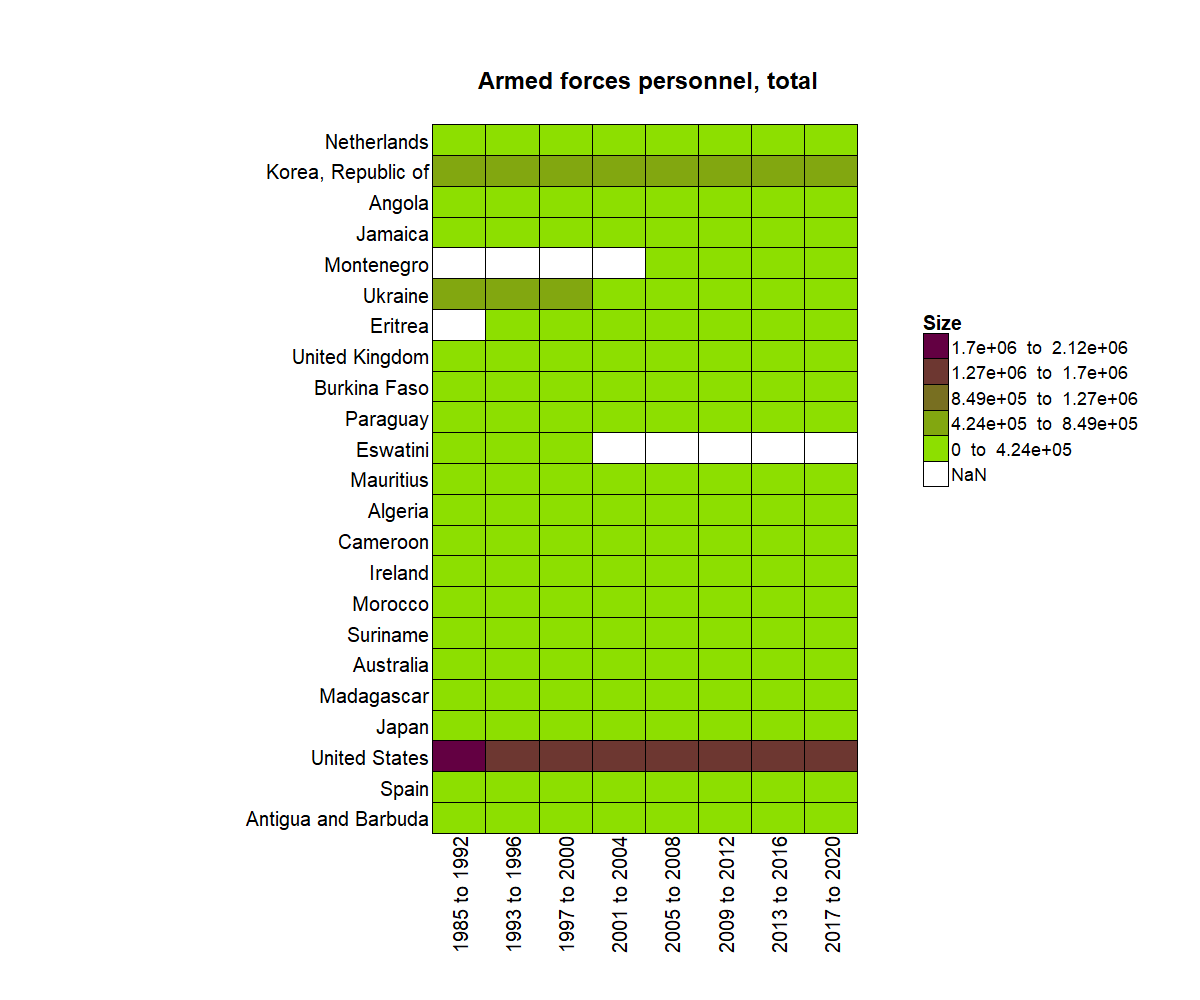 Armed forces personnel, total
Netherlands
Korea, Republic of
Angola
Jamaica
Montenegro
Ukraine
Eritrea
United Kingdom
Burkina Faso
Paraguay
Eswatini
Mauritius
Algeria
Cameroon
Ireland
Morocco
Suriname
Australia
Madagascar
Japan
United States
Spain
Antigua and Barbuda
1985 to 1992
1993 to 1996
1997 to 2000
2001 to 2004
2005 to 2008
2009 to 2012
2013 to 2016
2017 to 2020
Size
1.7e+06 to 2.12e+06
1.27e+06 to 1.7e+06
8.49e+05 to 1.27e+06
4.24e+05 to 8.49e+05
0 to 4.24e+05
NaN